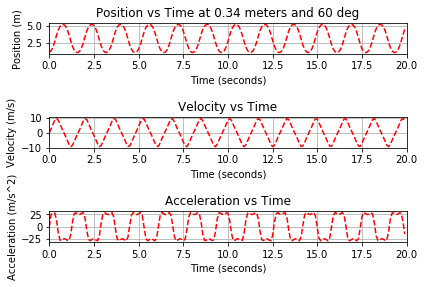 Position vs Time at 0.34 meters and 60 deg
Position (m)
5.0
2.5
0.0 2.5 5.0 7.5 10.0 12.5 15.0 17.5 20.0
Time (seconds)
Velocity vs Time
Velocity (m/s)
10
0
−10
0.0 2.5 5.0 7.5 10.0 12.5 15.0 17.5 20.0
Time (seconds)
Acceleration vs Time
Acceleration (m/s^2)
25
0
−25
0.0 2.5 5.0 7.5 10.0 12.5 15.0 17.5 20.0
Time (seconds)